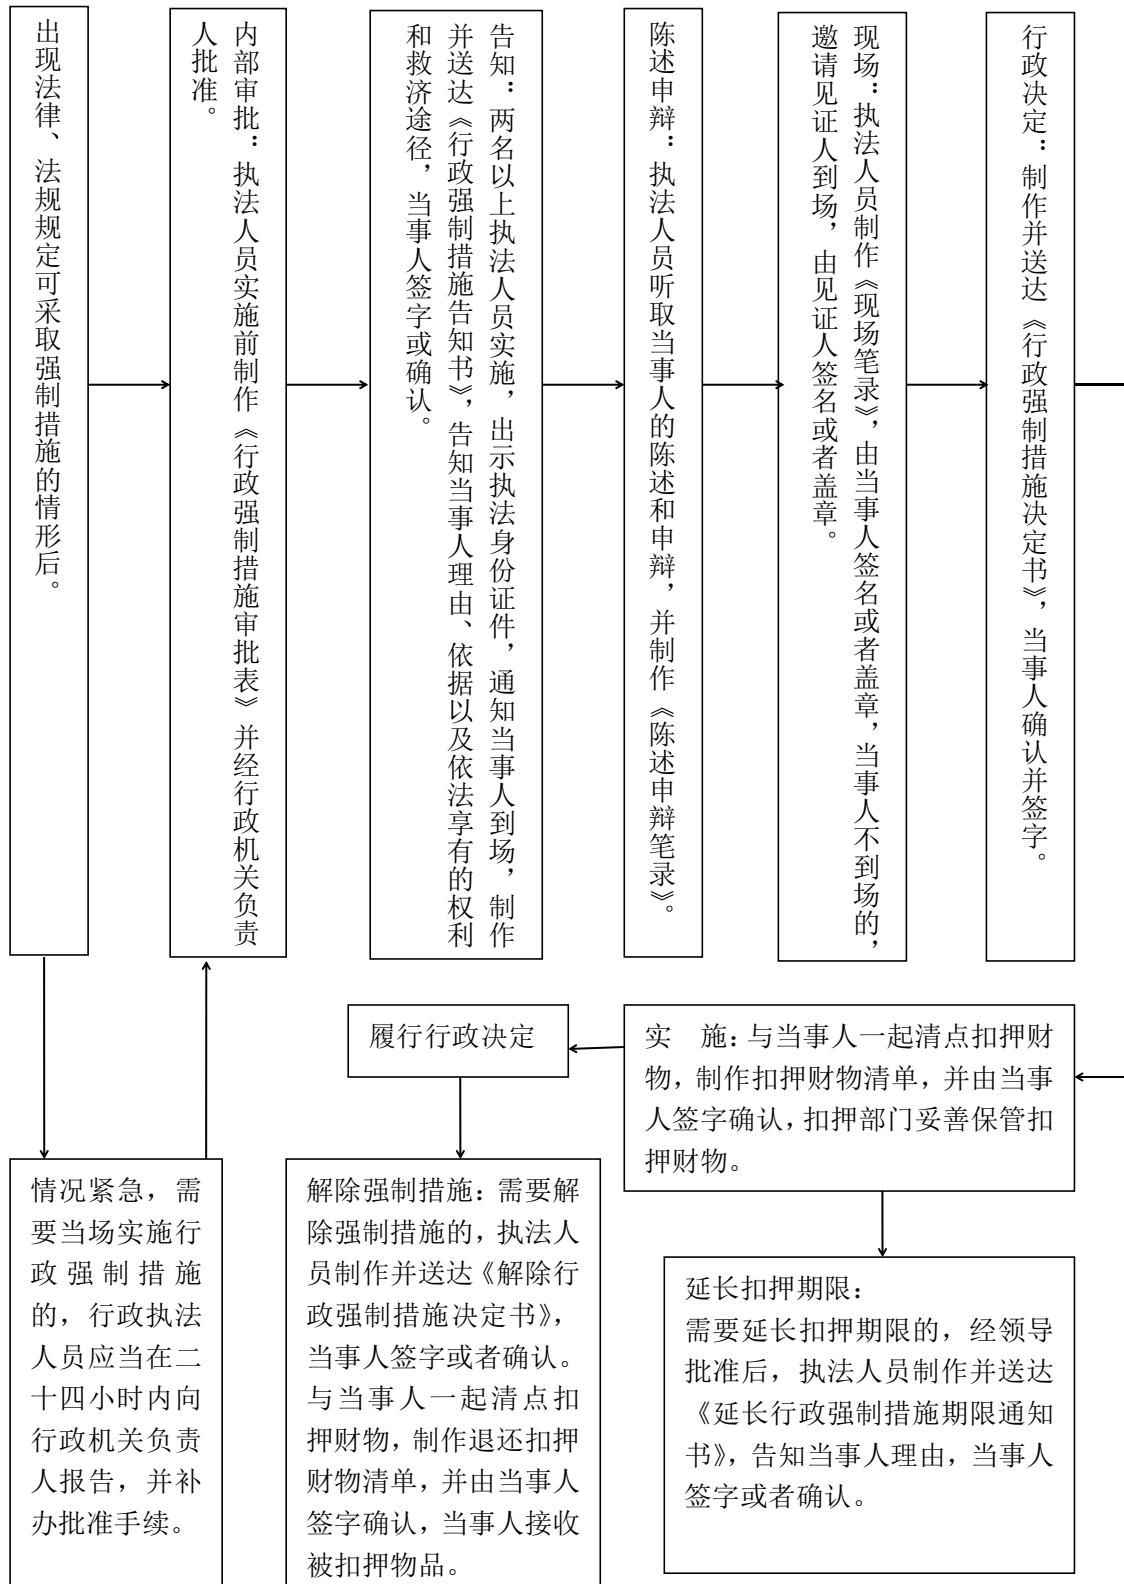 出现法律、法规规定可采取强制措施的情形后。
内部审批：执法人员实施前制作《行政强制措施审批表》并经行政机关负责
人批准。
告知：两名以上执法人员实施，出示执法身份证件，通知当事人到场，制作
并送达《行政强制措施告知书》，告知当事人理由、依据以及依法享有的权利
和救济途径，当事人签字或确认。
陈述申辩：执法人员听取当事人的陈述和申辩，并制作《陈述申辩笔录》。
现场：执法人员制作《现场笔录》，由当事人签名或者盖章，当事人不到场的，
邀请见证人到场，由见证人签名或者盖章。
行政决定：制作并送达《行政强制措施决定书》，当事人确认并签字。
履行行政决定
实　施：与当事人一起清点扣押财
物，制作扣押财物清单，并由当事
人签字确认，扣押部门妥善保管扣
押财物。
情况紧急，需
要当场实施行
政强制措施
的，行政执法
人员应当在二
十四小时内向
行政机关负责
人报告，并补
办批准手续。
解除强制措施：需要解
除强制措施的，执法人
员制作并送达《解除行
政强制措施决定书》，
当事人签字或者确认。
与当事人一起清点扣
押财物，制作退还扣押
财物清单，并由当事人
签字确认，当事人接收
被扣押物品。
延长扣押期限：
需要延长扣押期限的，经领导
批准后，执法人员制作并送达
《延长行政强制措施期限通知
书》，告知当事人理由，当事人
签字或者确认。